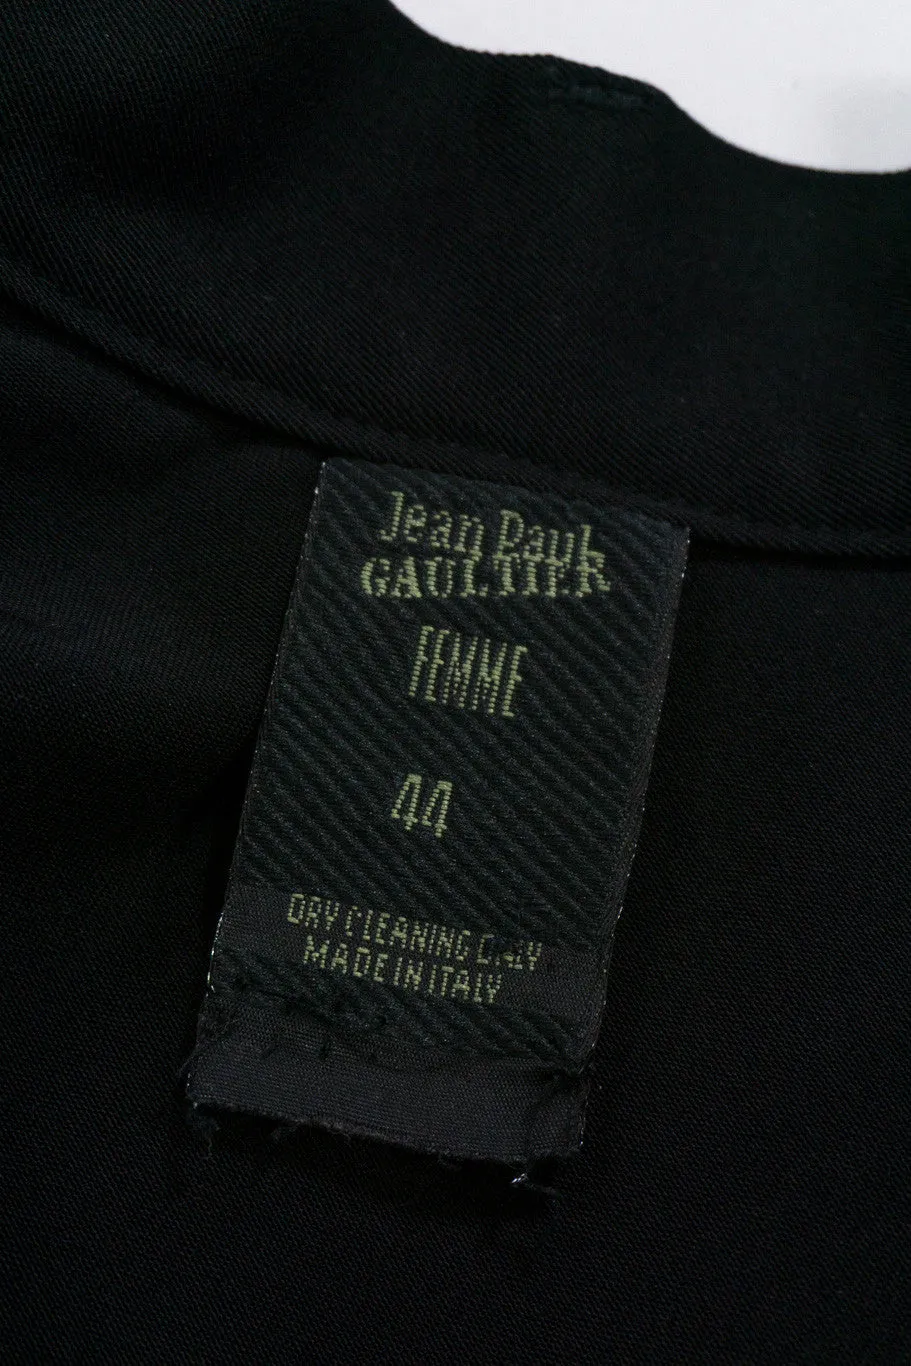 Jean Paul
GAULTIER
FEMME
44
DRY CLEANING ONLY
MADE IN ITALY